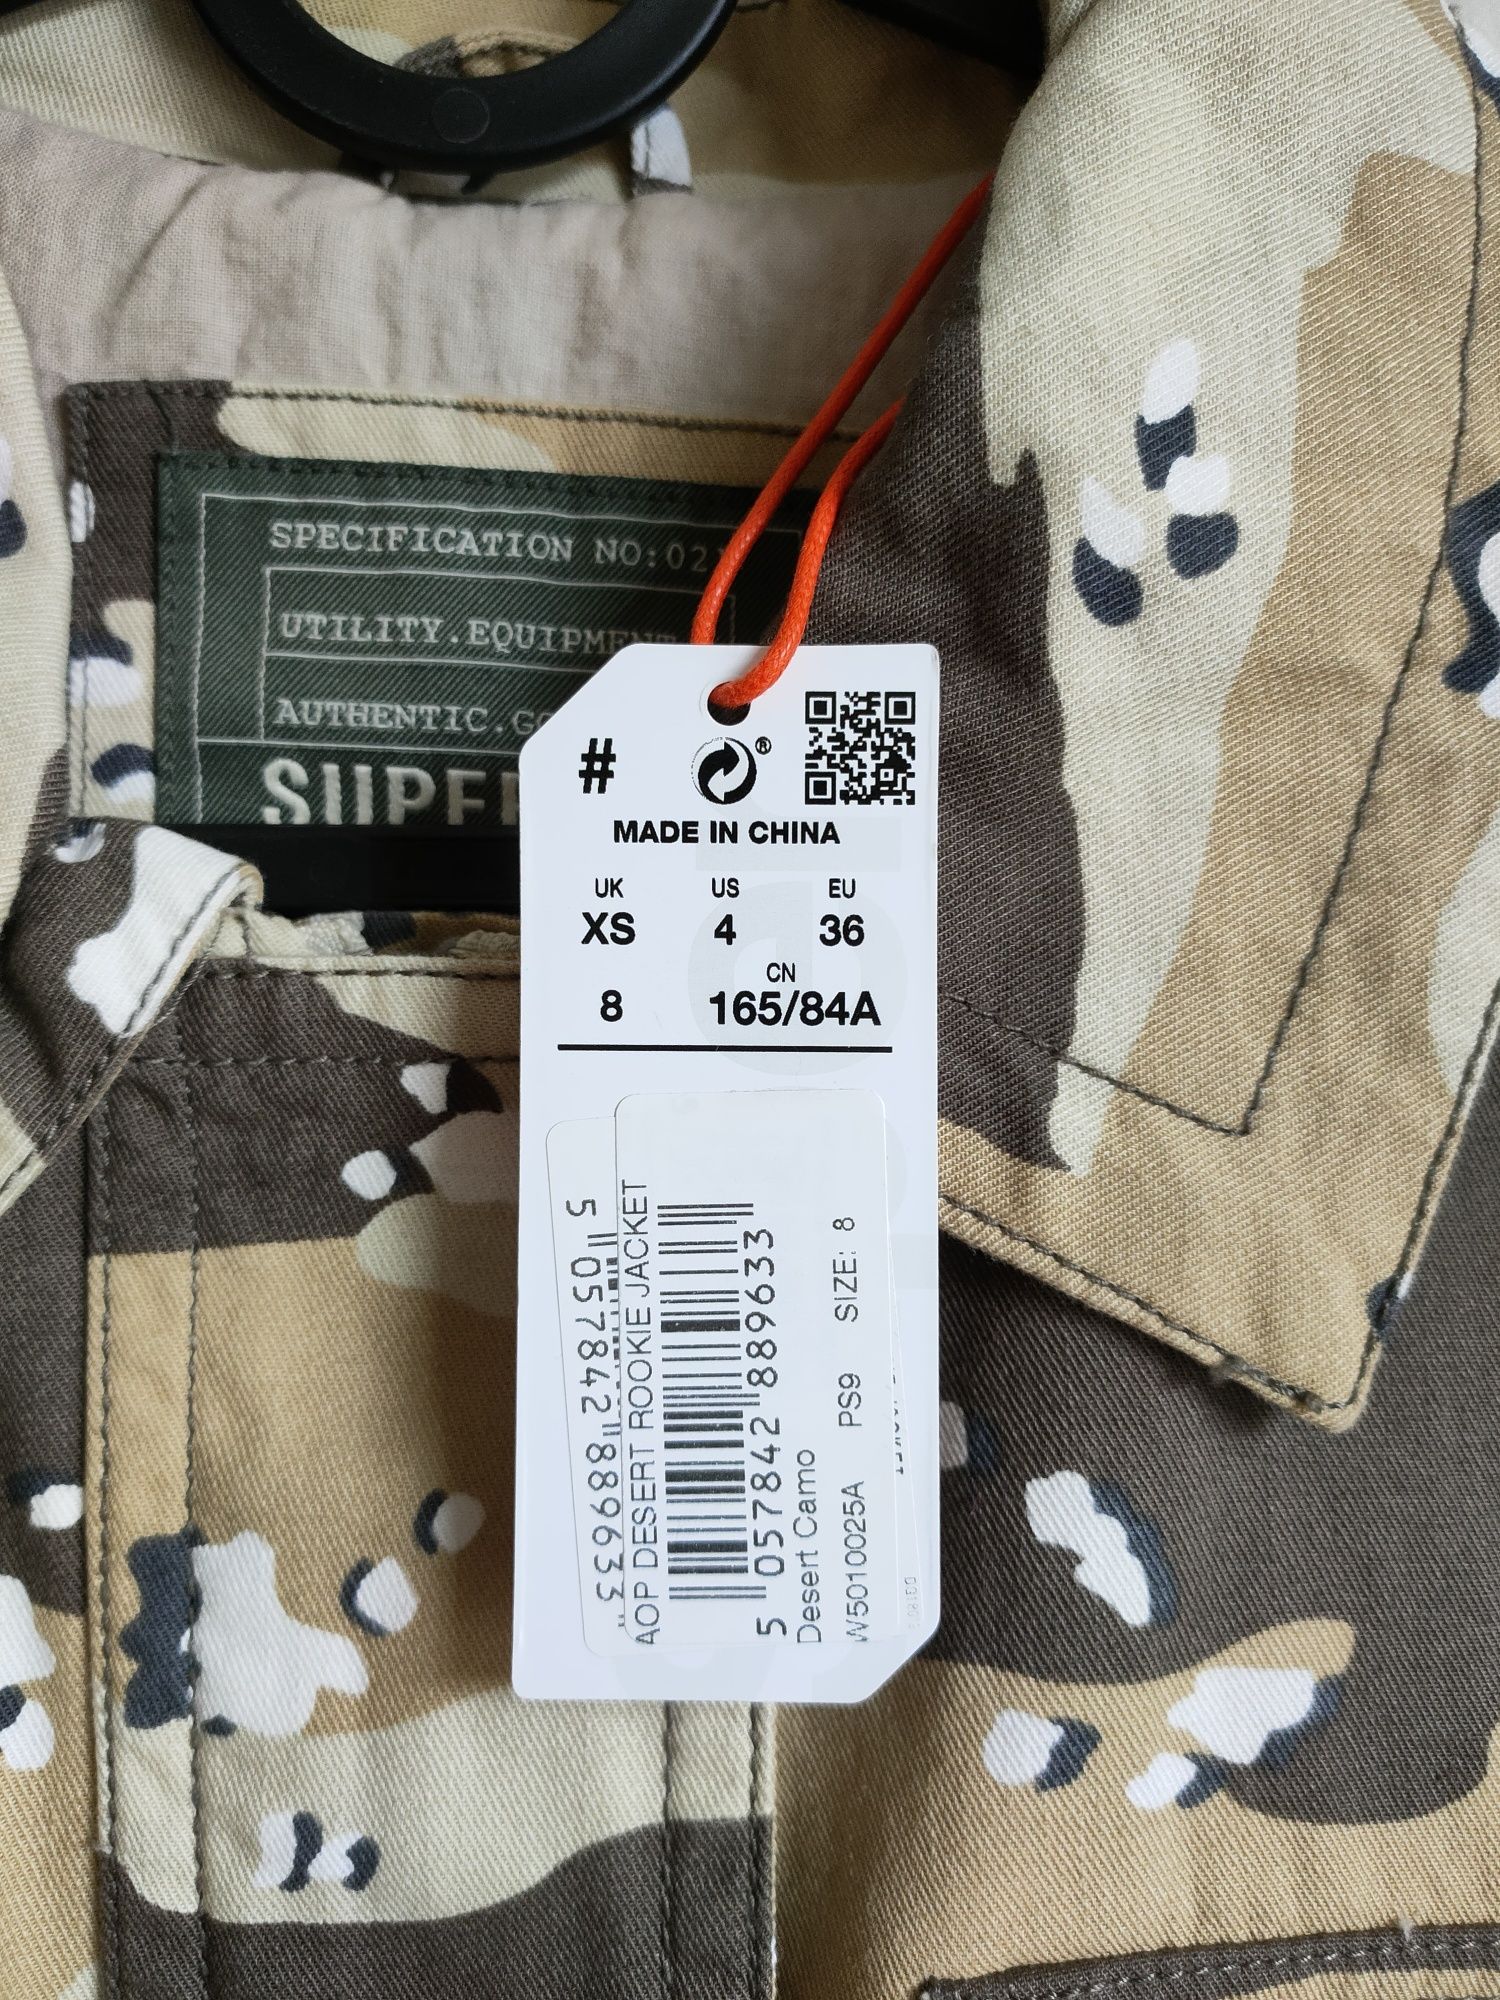 SPECIFICATION NO:02
UTILITY.EQUIPMENT
AUTHENTIC.GO
SUPER
#
®
MADE IN CHINA
UK US EU
XS 4 36
CN
8 165/84A
5 057842 889633
AOP DESERT ROOKIE JACKET
5 057842 889633
Desert Camo
W5010025A PS9 SIZE: 8